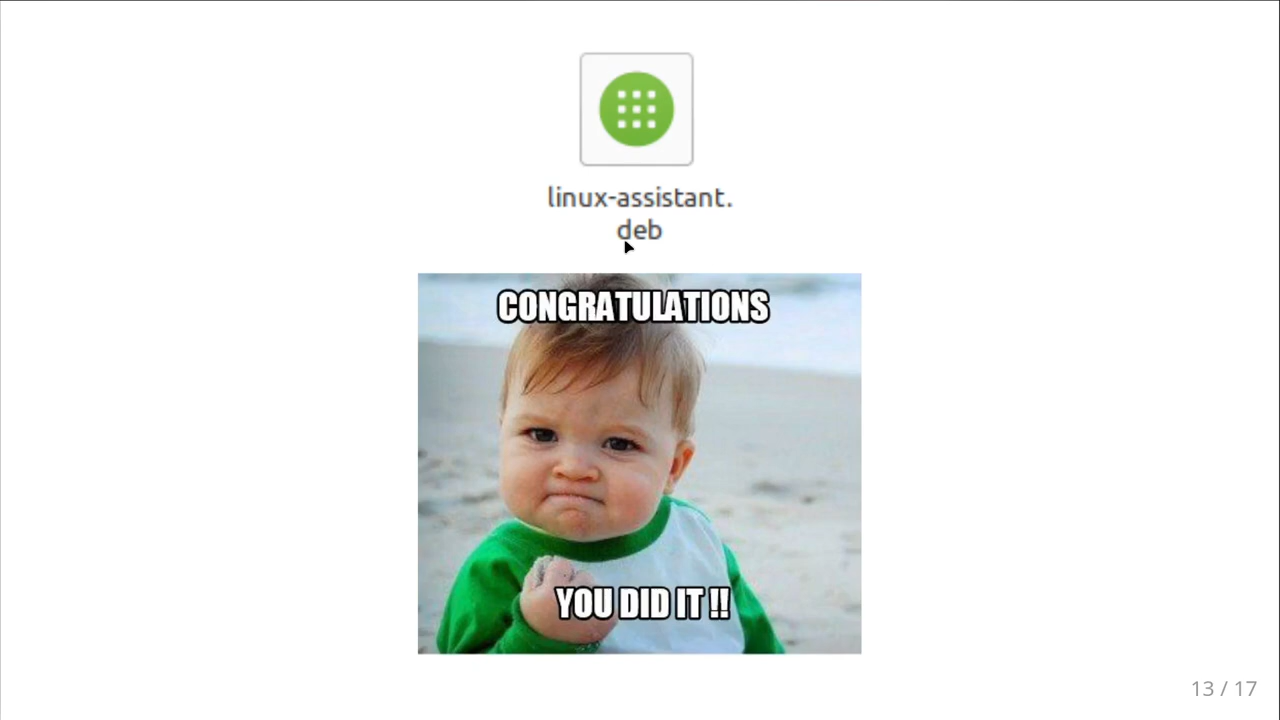 linux-assistant.
deb
CONGRATULATIONS
YOU DID IT !!
13 / 17